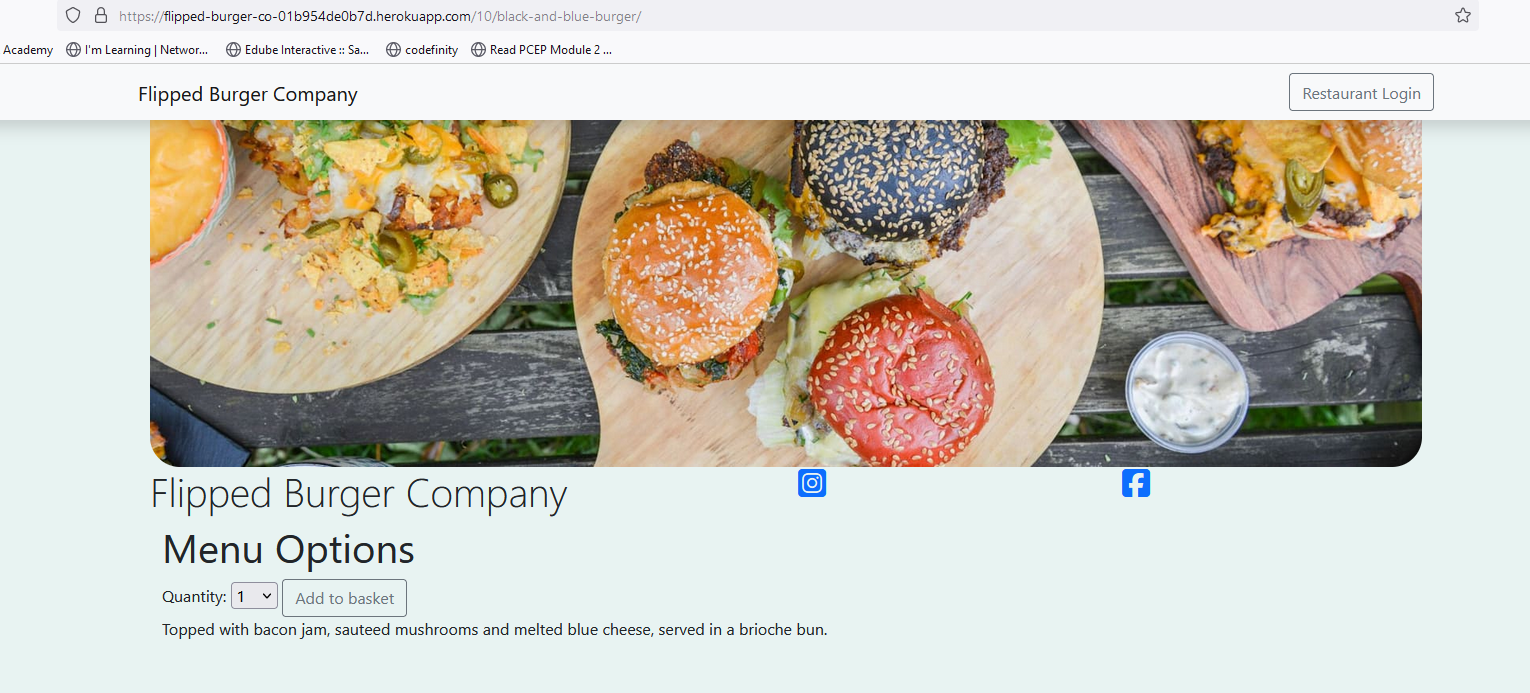 https://flipped-burger-co-01b954de0b7d.herokuapp.com/10/black-and-blue-burger/
Academy I'm Learning | Networ... Edube Interactive :: Sa... codefinity Read PCEP Module 2 ...
Flipped Burger Company Restaurant Login
Flipped Burger Company
Menu Options
Quantity: 1 Add to basket
Topped with bacon jam, sauteed mushrooms and melted blue cheese, served in a brioche bun.